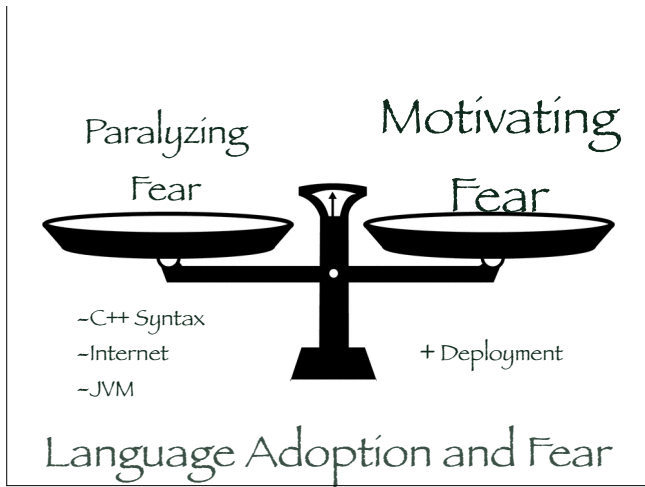 Paralyzing
Fear
Motivating
Fear
-C++ Syntax
-Internet
-JVM
+ Deployment
Language Adoption and Fear